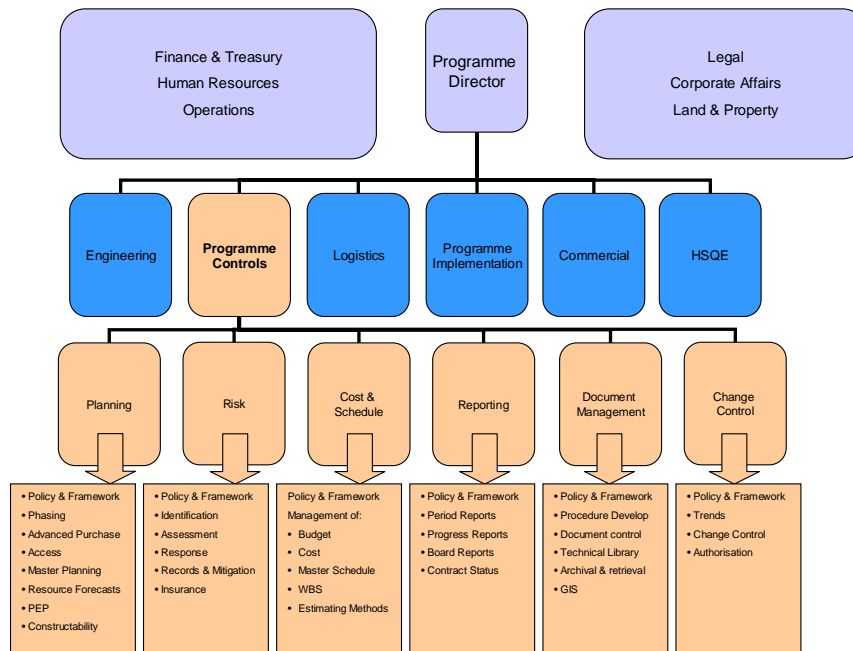 Finance & Treasury
Human Resources
Operations
Programme
Director
Legal
Corporate Affairs
Land & Property
Engineering
Programme
Controls
Logistics
Programme
Implementation
Commercial
HSQE
Planning
Risk
Cost &
Schedule
Reporting
Document
Management
Change
Control
• Policy & Framework
• Phasing
• Advanced Purchase
• Access
• Master Planning
• Resource Forecasts
• PEP
• Constructability
• Policy & Framework
• Identification
• Assessment
• Response
• Records & Mitigation
• Insurance
Policy & Framework
Management of:
• Budget
• Cost
• Master Schedule
• WBS
• Estimating Methods
• Policy & Framework
• Period Reports
• Progress Reports
• Board Reports
• Contract Status
• Policy & Framework
• Procedure Develop
• Document control
• Technical Library
• Archival & retrieval
• GIS
• Policy & Framework
• Trends
• Change Control
• Authorisation